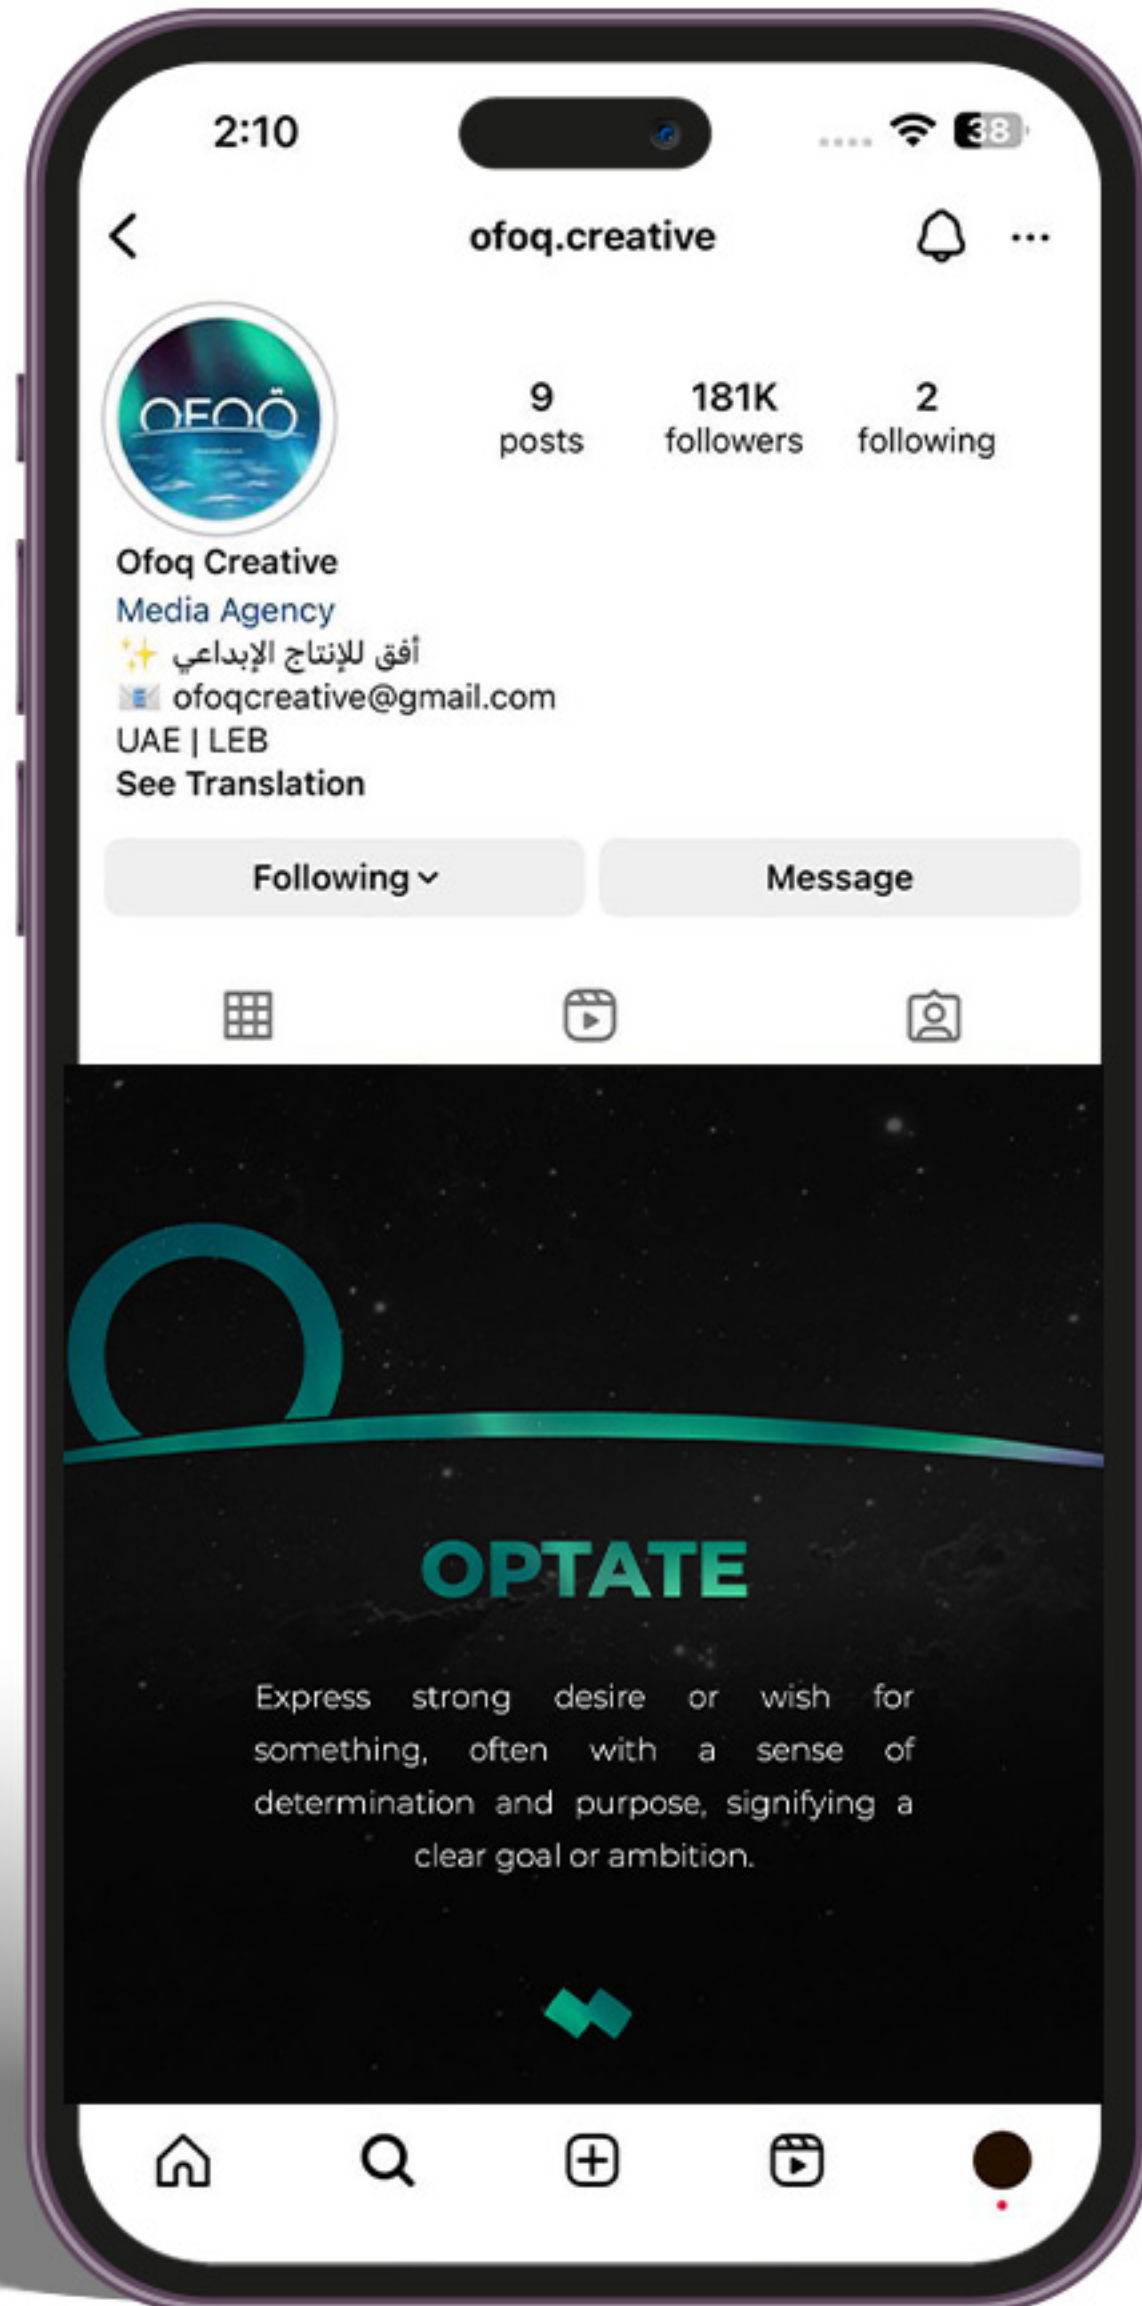 2:10
38
ofoq.creative
OFOQ̈
9
posts
181K
followers
2
following
Ofoq Creative
Media Agency
أفق للإنتاج الإبداعي ✨
📧 ofoqcreative@gmail.com
UAE | LEB
See Translation
Following
Message
OPTATE
Express strong desire or wish for
something, often with a sense of
determination and purpose, signifying a
clear goal or ambition.